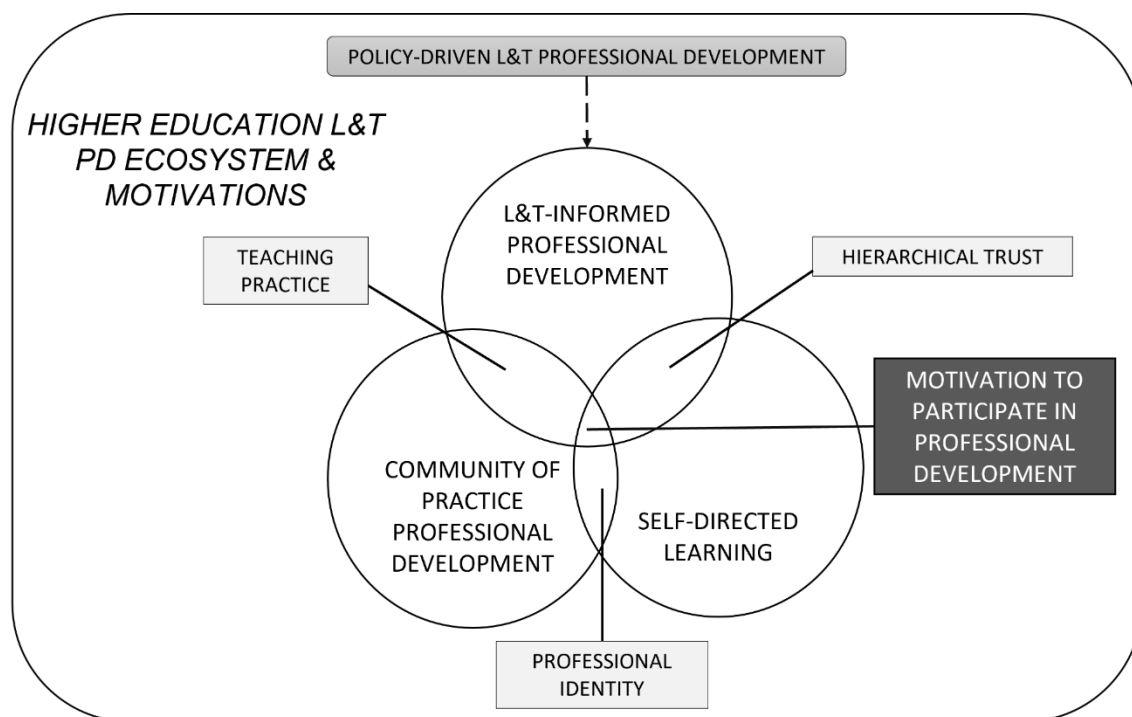 POLICY-DRIVEN L&T PROFESSIONAL DEVELOPMENT
HIGHER EDUCATION L&T
PD ECOSYSTEM &
MOTIVATIONS
L&T-INFORMED
PROFESSIONAL
DEVELOPMENT
TEACHING
PRACTICE
HIERARCHICAL TRUST
MOTIVATION TO
PARTICIPATE IN
PROFESSIONAL
DEVELOPMENT
COMMUNITY OF
PRACTICE
PROFESSIONAL
DEVELOPMENT
SELF-DIRECTED
LEARNING
PROFESSIONAL
IDENTITY